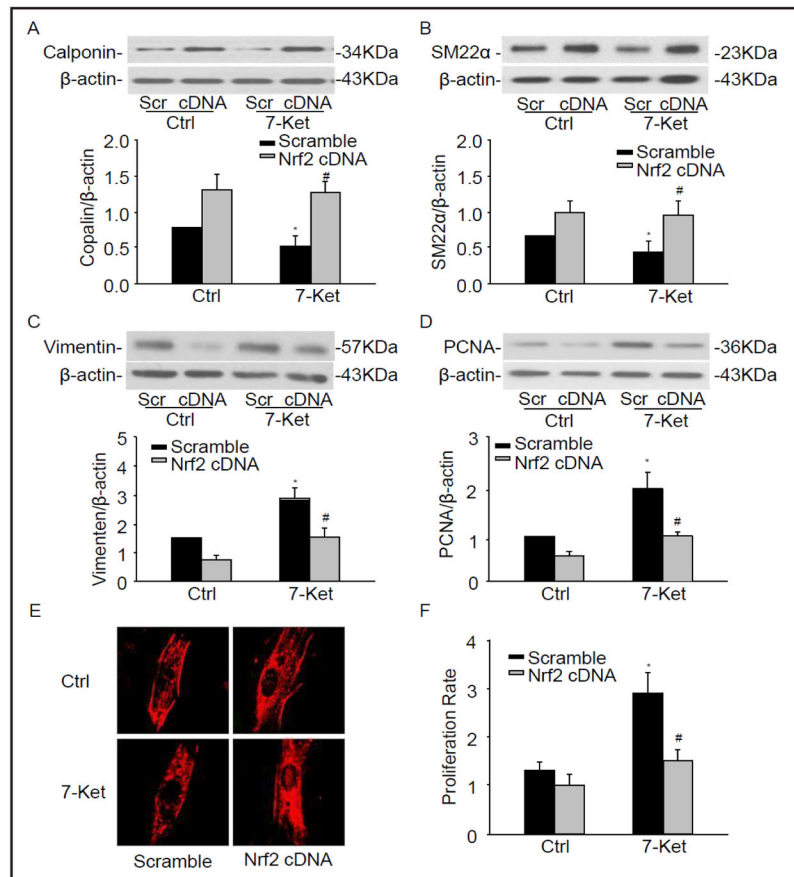 A
Calponin-
-34KDa
β-actin-
-43KDa
Scr cDNA Scr cDNA
Ctrl 7-Ket
Scramble
Nrf2 cDNA
Copalin/β-actin
2.0
1.5
1.0
0.5
0.0
#
*
Ctrl 7-Ket
B
SM22α-
-23KDa
β-actin-
-43KDa
Scr cDNA Scr cDNA
Ctrl 7-Ket
Scramble
Nrf2 cDNA
SM22α/β-actin
2.0
1.5
1.0
0.5
0.0
#
*
Ctrl 7-Ket
C
Vimentin-
-57KDa
β-actin-
-43KDa
Scr cDNA Scr cDNA
Ctrl 7-Ket
Scramble
Nrf2 cDNA
Vimenten/β-actin
5
4
3
2
1
0
*
#
Ctrl 7-Ket
D
PCNA-
-36KDa
β-actin-
-43KDa
Scr cDNA Scr cDNA
Ctrl 7-Ket
Scramble
Nrf2 cDNA
PCNA/β-actin
3
2
1
0
*
#
Ctrl 7-Ket
E
Ctrl
7-Ket
Scramble Nrf2 cDNA
F
Scramble
Nrf2 cDNA
Proliferation Rate
4
3
2
1
0
*
#
Ctrl 7-Ket